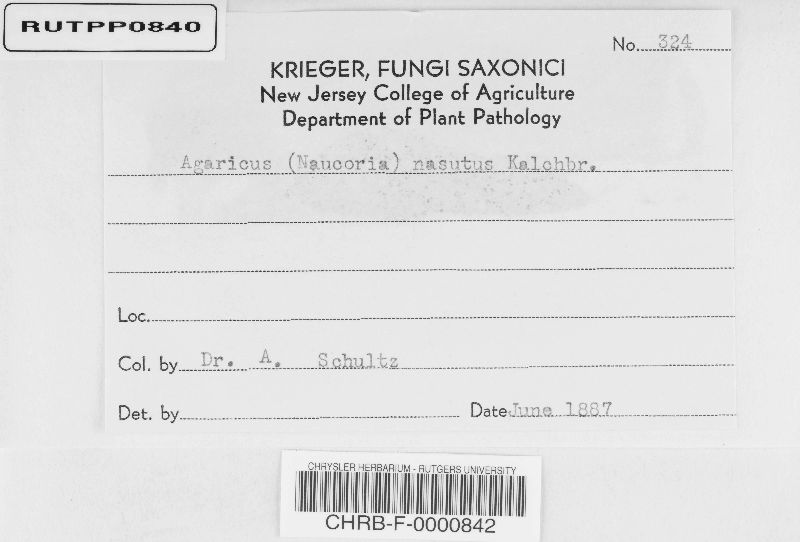 RUTPP0840
No. 324
KRIEGER, FUNGI SAXONICI
New Jersey College of Agriculture
Department of Plant Pathology
Agaricus (Naucoria) nasutus Kalchbr.
Loc.
Col. by Dr. A. Schultz
Det. by Date June 1887
CHRYSLER HERBARIUM - RUTGERS UNIVERSITY
CHRB-F-0000842